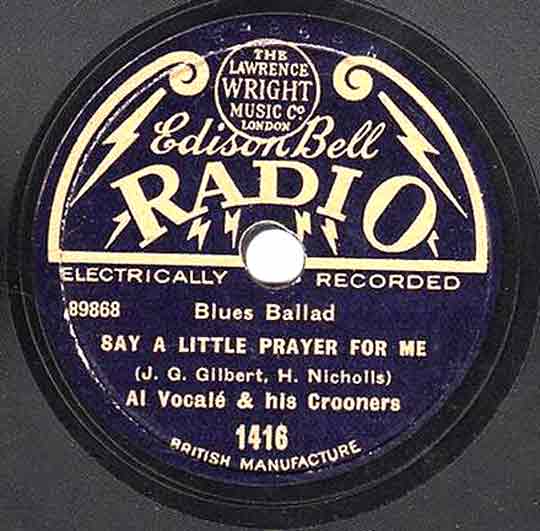 THE
LAWRENCE
WRIGHT
MUSIC Co.
LONDON
Edison Bell
RADIO
ELECTRICALLY RECORDED
89868 Blues Ballad
SAY A LITTLE PRAYER FOR ME
(J. G. Gilbert, H. Nicholls)
Al Vocalé & his Crooners
1416
BRITISH MANUFACTURE